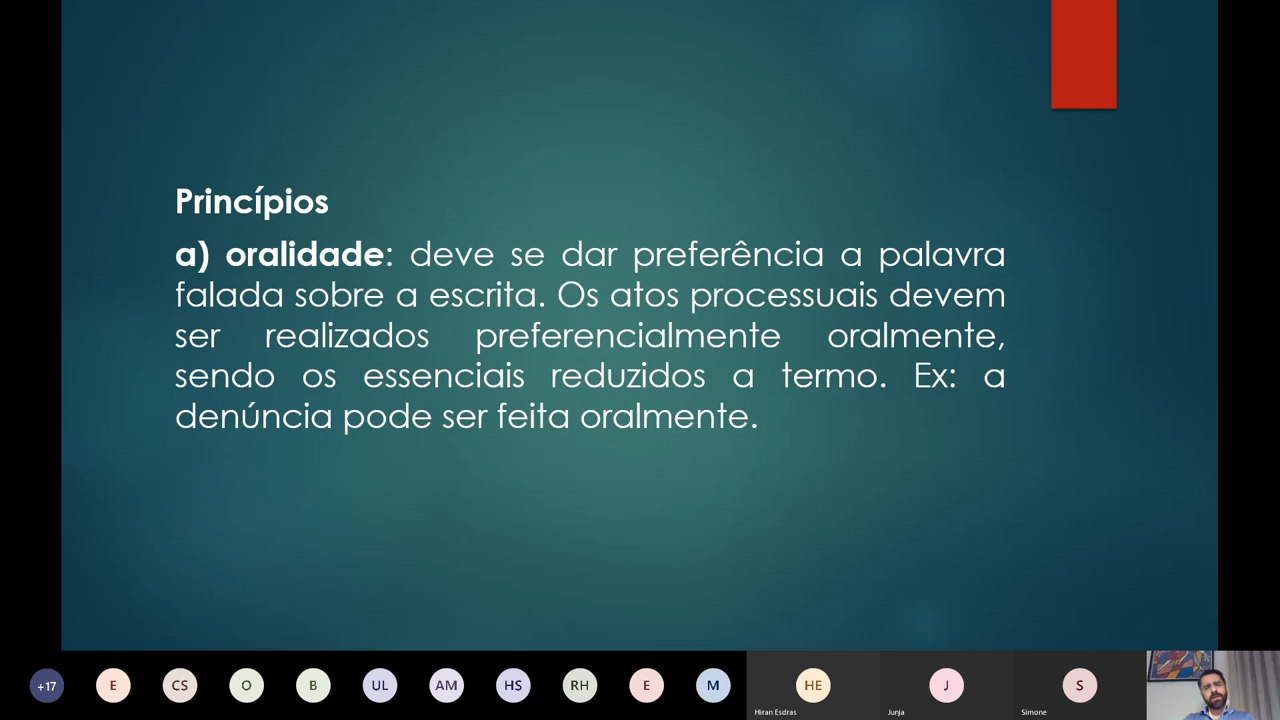 Princípios
a) oralidade: deve se dar preferência a palavra
falada sobre a escrita. Os atos processuais devem
ser realizados preferencialmente oralmente,
sendo os essenciais reduzidos a termo. Ex: a
denúncia pode ser feita oralmente.
+17 E CS O B UL AM HS RH E M HE J S
Hiran Esdras Junja Simone